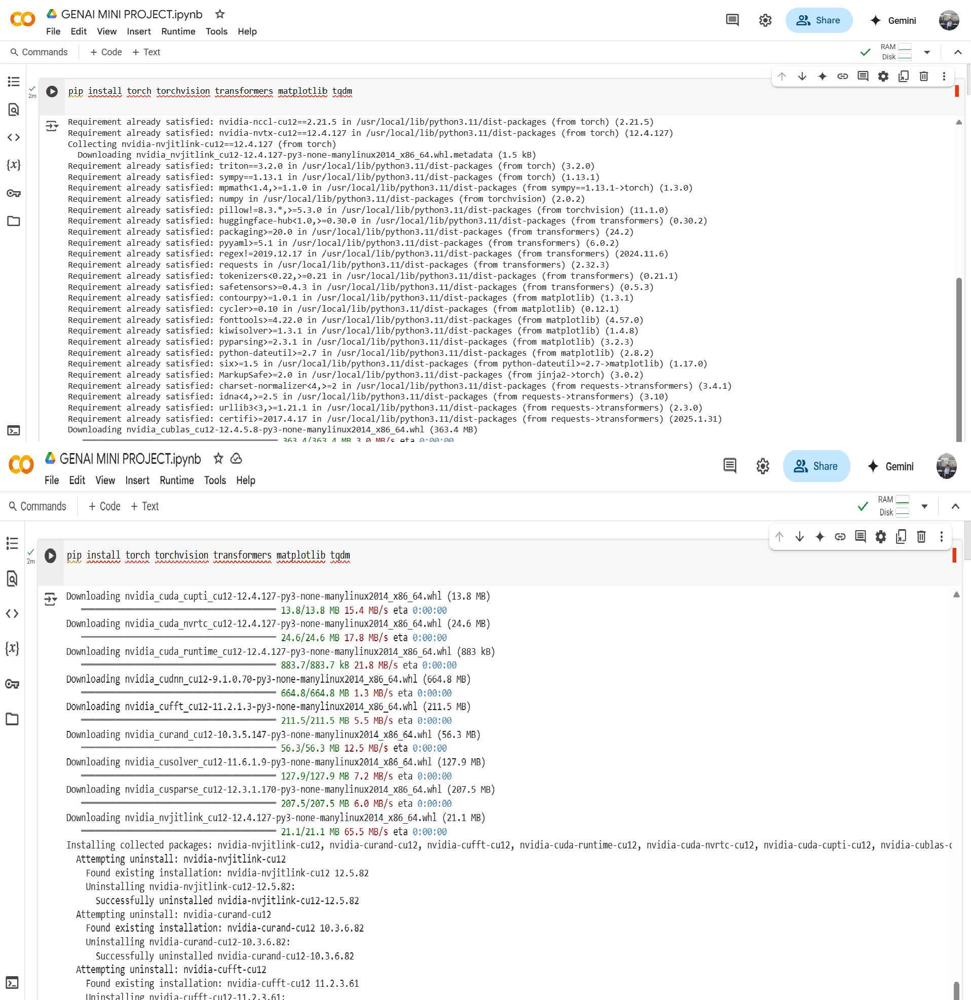 GENAI MINI PROJECT.ipynb
File Edit View Insert Runtime Tools Help
Share
Gemini
Commands + Code + Text
RAM
Disk
2m
pip install torch torchvision transformers matplotlib tqdm
Requirement already satisfied: nvidia-nccl-cu12==2.21.5 in /usr/local/lib/python3.11/dist-packages (from torch) (2.21.5)
Requirement already satisfied: nvidia-nvtx-cu12==12.4.127 in /usr/local/lib/python3.11/dist-packages (from torch) (12.4.127)
Collecting nvidia-nvjitlink-cu12==12.4.127 (from torch)
Downloading nvidia_nvjitlink_cu12-12.4.127-py3-none-manylinux2014_x86_64.whl.metadata (1.5 kB)
Requirement already satisfied: triton==3.2.0 in /usr/local/lib/python3.11/dist-packages (from torch) (3.2.0)
Requirement already satisfied: sympy==1.13.1 in /usr/local/lib/python3.11/dist-packages (from torch) (1.13.1)
Requirement already satisfied: mpmath<1.4,>=1.1.0 in /usr/local/lib/python3.11/dist-packages (from sympy==1.13.1->torch) (1.3.0)
Requirement already satisfied: numpy in /usr/local/lib/python3.11/dist-packages (from torchvision) (2.0.2)
Requirement already satisfied: pillow!=8.3.*,>=5.3.0 in /usr/local/lib/python3.11/dist-packages (from torchvision) (11.1.0)
Requirement already satisfied: huggingface-hub<1.0,>=0.30.0 in /usr/local/lib/python3.11/dist-packages (from transformers) (0.30.2)
Requirement already satisfied: packaging>=20.0 in /usr/local/lib/python3.11/dist-packages (from transformers) (24.2)
Requirement already satisfied: pyyaml>=5.1 in /usr/local/lib/python3.11/dist-packages (from transformers) (6.0.2)
Requirement already satisfied: regex!=2019.12.17 in /usr/local/lib/python3.11/dist-packages (from transformers) (2024.11.6)
Requirement already satisfied: requests in /usr/local/lib/python3.11/dist-packages (from transformers) (2.32.3)
Requirement already satisfied: tokenizers<0.22,>=0.21 in /usr/local/lib/python3.11/dist-packages (from transformers) (0.21.1)
Requirement already satisfied: safetensors>=0.4.3 in /usr/local/lib/python3.11/dist-packages (from transformers) (0.5.3)
Requirement already satisfied: contourpy>=1.0.1 in /usr/local/lib/python3.11/dist-packages (from matplotlib) (1.3.1)
Requirement already satisfied: cycler>=0.10 in /usr/local/lib/python3.11/dist-packages (from matplotlib) (0.12.1)
Requirement already satisfied: fonttools>=4.22.0 in /usr/local/lib/python3.11/dist-packages (from matplotlib) (4.57.0)
Requirement already satisfied: kiwisolver>=1.3.1 in /usr/local/lib/python3.11/dist-packages (from matplotlib) (1.4.8)
Requirement already satisfied: pyparsing>=2.3.1 in /usr/local/lib/python3.11/dist-packages (from matplotlib) (3.2.3)
Requirement already satisfied: python-dateutil>=2.7 in /usr/local/lib/python3.11/dist-packages (from matplotlib) (2.8.2)
Requirement already satisfied: six>=1.5 in /usr/local/lib/python3.11/dist-packages (from python-dateutil>=2.7->matplotlib) (1.17.0)
Requirement already satisfied: MarkupSafe>=2.0 in /usr/local/lib/python3.11/dist-packages (from jinja2->torch) (3.0.2)
Requirement already satisfied: charset-normalizer<4,>=2 in /usr/local/lib/python3.11/dist-packages (from requests->transformers) (3.4.1)
Requirement already satisfied: idna<4,>=2.5 in /usr/local/lib/python3.11/dist-packages (from requests->transformers) (3.10)
Requirement already satisfied: urllib3<3,>=1.21.1 in /usr/local/lib/python3.11/dist-packages (from requests->transformers) (2.3.0)
Requirement already satisfied: certifi>=2017.4.17 in /usr/local/lib/python3.11/dist-packages (from requests->transformers) (2025.1.31)
Downloading nvidia_cublas_cu12-12.4.5.8-py3-none-manylinux2014_x86_64.whl (363.4 MB)
363.4/363.4 MB 3.0 MB/s eta 0:00:00
GENAI MINI PROJECT.ipynb
File Edit View Insert Runtime Tools Help
Share
Gemini
Commands + Code + Text
RAM
Disk
2m
pip install torch torchvision transformers matplotlib tqdm
Downloading nvidia_cuda_cupti_cu12-12.4.127-py3-none-manylinux2014_x86_64.whl (13.8 MB)
13.8/13.8 MB 15.4 MB/s eta 0:00:00
Downloading nvidia_cuda_nvrtc_cu12-12.4.127-py3-none-manylinux2014_x86_64.whl (24.6 MB)
24.6/24.6 MB 17.8 MB/s eta 0:00:00
Downloading nvidia_cuda_runtime_cu12-12.4.127-py3-none-manylinux2014_x86_64.whl (883 kB)
883.7/883.7 kB 21.8 MB/s eta 0:00:00
Downloading nvidia_cudnn_cu12-9.1.0.70-py3-none-manylinux2014_x86_64.whl (664.8 MB)
664.8/664.8 MB 1.3 MB/s eta 0:00:00
Downloading nvidia_cufft_cu12-11.2.1.3-py3-none-manylinux2014_x86_64.whl (211.5 MB)
211.5/211.5 MB 5.5 MB/s eta 0:00:00
Downloading nvidia_curand_cu12-10.3.5.147-py3-none-manylinux2014_x86_64.whl (56.3 MB)
56.3/56.3 MB 12.5 MB/s eta 0:00:00
Downloading nvidia_cusolver_cu12-11.6.1.9-py3-none-manylinux2014_x86_64.whl (127.9 MB)
127.9/127.9 MB 7.2 MB/s eta 0:00:00
Downloading nvidia_cusparse_cu12-12.3.1.170-py3-none-manylinux2014_x86_64.whl (207.5 MB)
207.5/207.5 MB 6.0 MB/s eta 0:00:00
Downloading nvidia_nvjitlink_cu12-12.4.127-py3-none-manylinux2014_x86_64.whl (21.1 MB)
21.1/21.1 MB 65.5 MB/s eta 0:00:00
Installing collected packages: nvidia-nvjitlink-cu12, nvidia-curand-cu12, nvidia-cufft-cu12, nvidia-cuda-runtime-cu12, nvidia-cuda-nvrtc-cu12, nvidia-cuda-cupti-cu12, nvidia-cublas-c
Attempting uninstall: nvidia-nvjitlink-cu12
Found existing installation: nvidia-nvjitlink-cu12 12.5.82
Uninstalling nvidia-nvjitlink-cu12-12.5.82:
Successfully uninstalled nvidia-nvjitlink-cu12-12.5.82
Attempting uninstall: nvidia-curand-cu12
Found existing installation: nvidia-curand-cu12 10.3.6.82
Uninstalling nvidia-curand-cu12-10.3.6.82:
Successfully uninstalled nvidia-curand-cu12-10.3.6.82
Attempting uninstall: nvidia-cufft-cu12
Found existing installation: nvidia-cufft-cu12 11.2.3.61
Uninstalling nvidia-cufft-cu12-11.2.3.61: